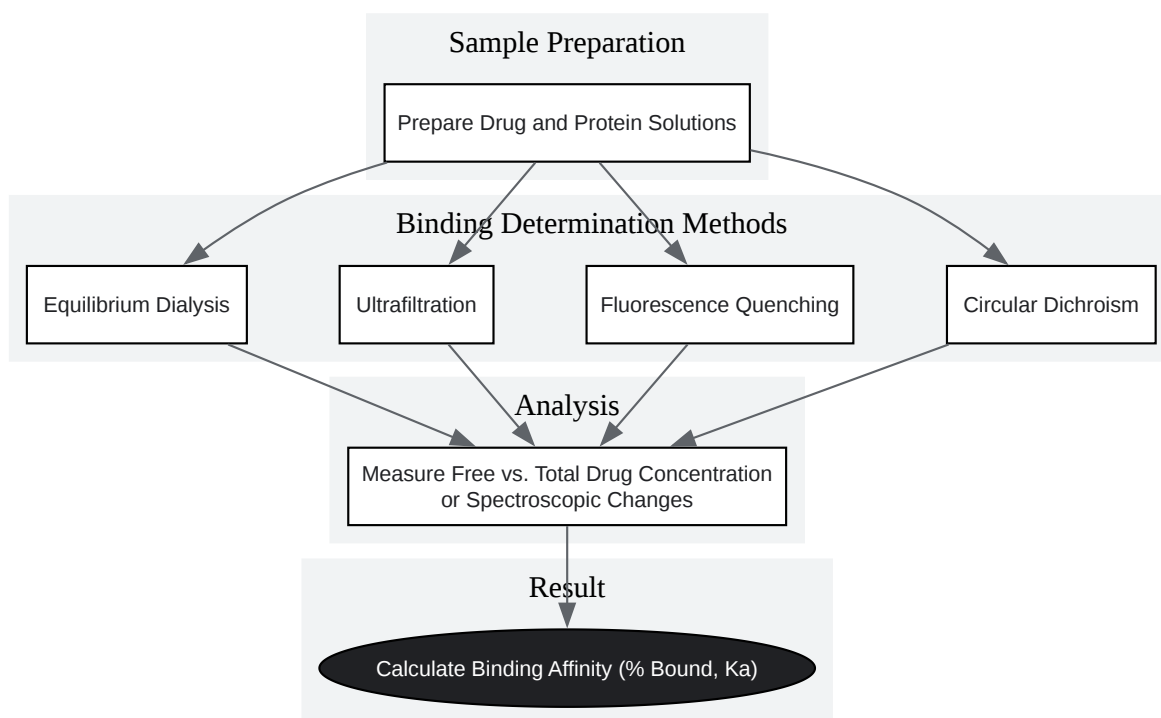 Sample Preparation
Prepare Drug and Protein Solutions
Binding Determination Methods
Equilibrium Dialysis
Ultrafiltration
Fluorescence Quenching
Circular Dichroism
Analysis
Measure Free vs. Total Drug Concentration
or Spectroscopic Changes
Result
Calculate Binding Affinity (% Bound, Ka)